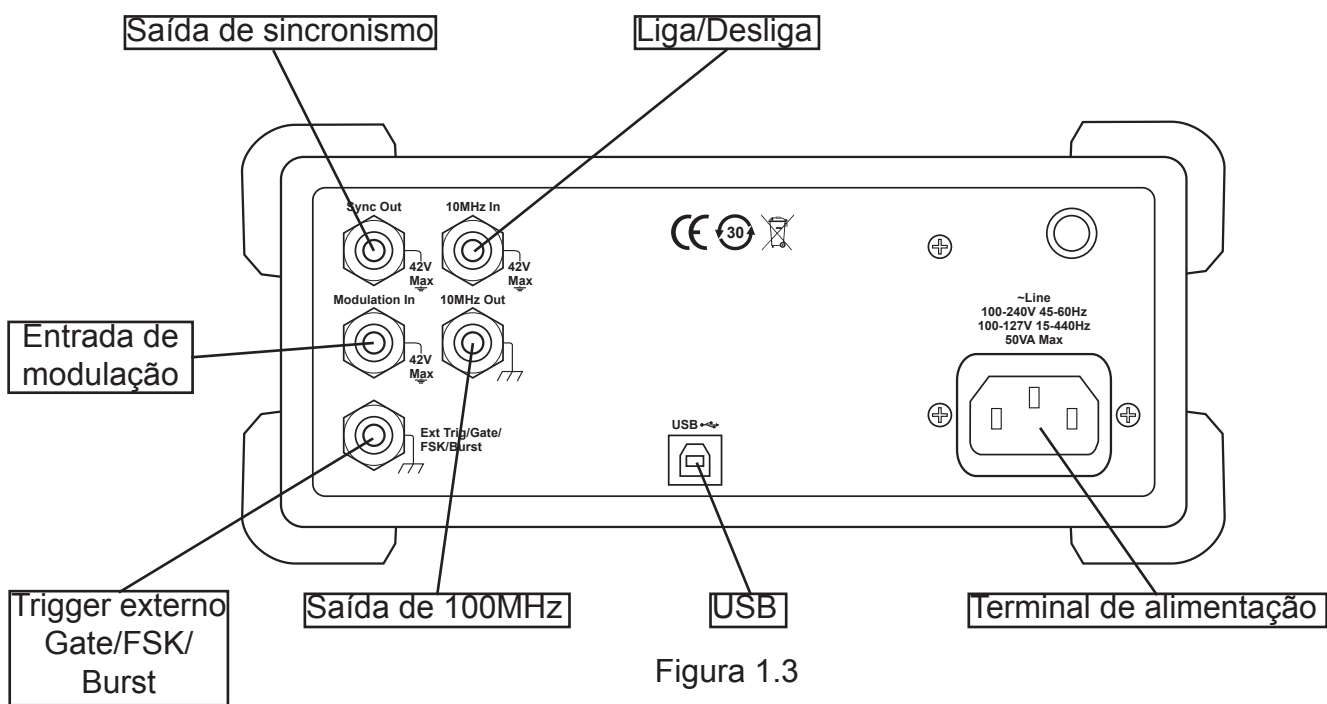 Saída de sincronismo
Liga/Desliga
Sync Out
10MHz In
42V
Max
42V
Max
CE
30
Modulation In
10MHz Out
42V
Max
~Line
100-240V 45-60Hz
100-127V 15-440Hz
50VA Max
Entrada de
modulação
Ext Trig/Gate/
FSK/Burst
USB
Trigger externo
Gate/FSK/
Burst
Saída de 100MHz
USB
Terminal de alimentação
Figura 1.3